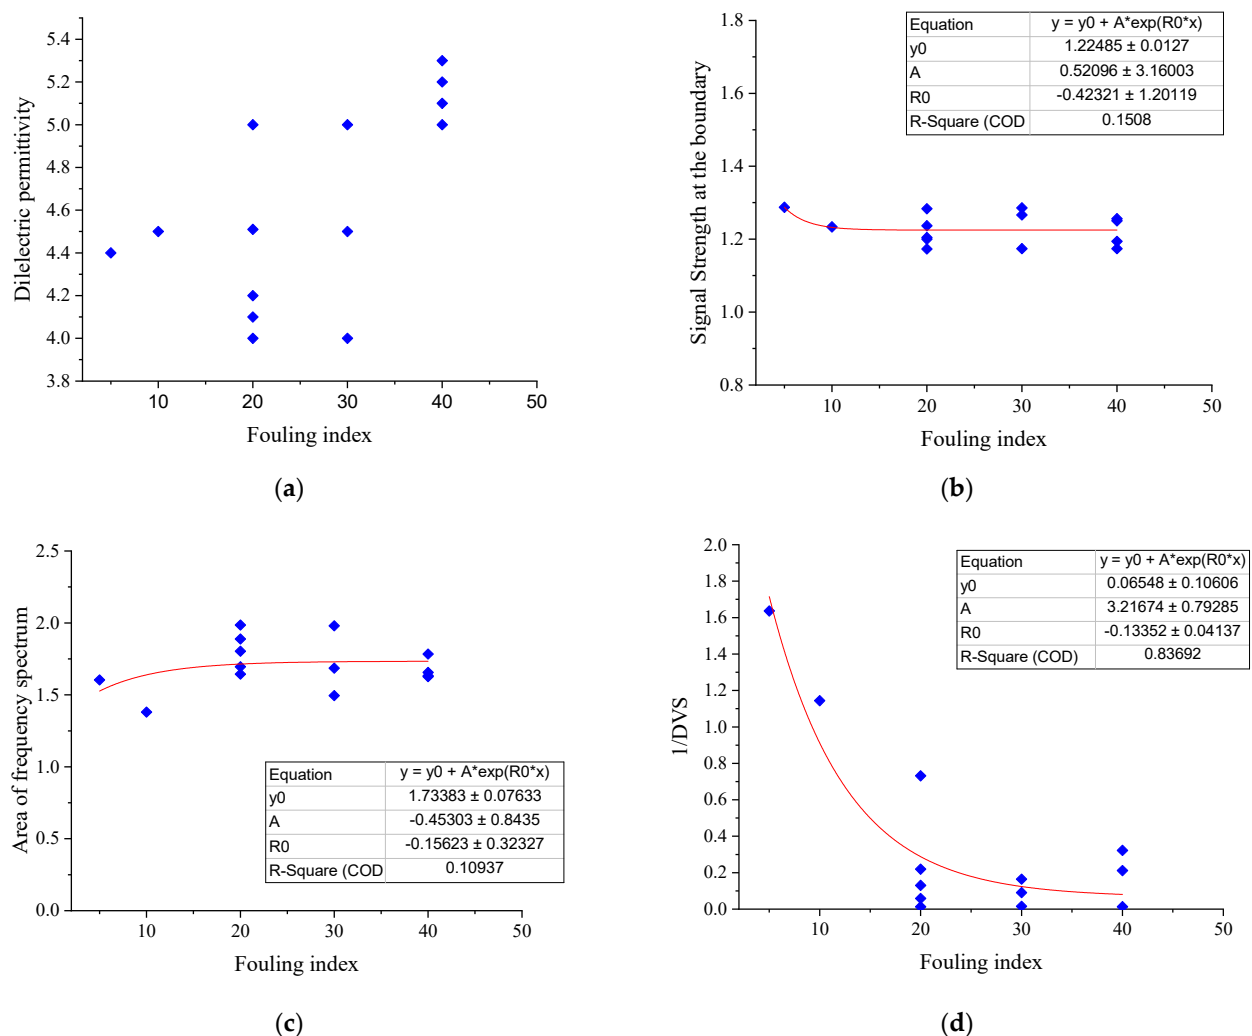 5.4
5.2
5.0
4.8
4.6
4.4
4.2
4.0
3.8
Dilelectric permittivity
10 20 30 40 50
Fouling index
(a)
1.8
1.6
1.4
1.2
1.0
0.8
Signal Strength at the boundary
Equation y = y0 + A*exp(R0*x)
y0 1.22485 ± 0.0127
A 0.52096 ± 3.16003
R0 -0.42321 ± 1.20119
R-Square (COD 0.1508
10 20 30 40 50
Fouling index
(b)
2.5
2.0
1.5
1.0
0.5
0.0
Area of frequency spectrum
Equation y = y0 + A*exp(R0*x)
y0 1.73383 ± 0.07633
A -0.45303 ± 0.8435
R0 -0.15623 ± 0.32327
R-Square (COD 0.10937
10 20 30 40 50
Fouling index
(c)
2.0
1.8
1.6
1.4
1.2
1.0
0.8
0.6
0.4
0.2
0.0
1/DVS
Equation y = y0 + A*exp(R0*x)
y0 0.06548 ± 0.10606
A 3.21674 ± 0.79285
R0 -0.13352 ± 0.04137
R-Square (COD) 0.83692
10 20 30 40 50
Fouling index
(d)